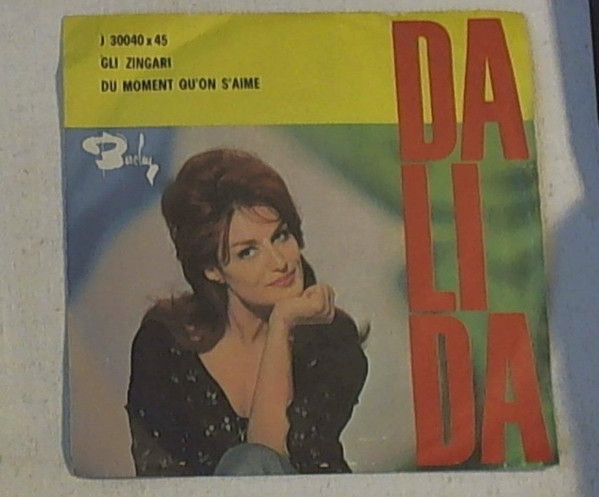 J 30040 x 45
GLI ZINGARI
DU MOMENT QU'ON S'AIME
Barclay
DA
LI
DA